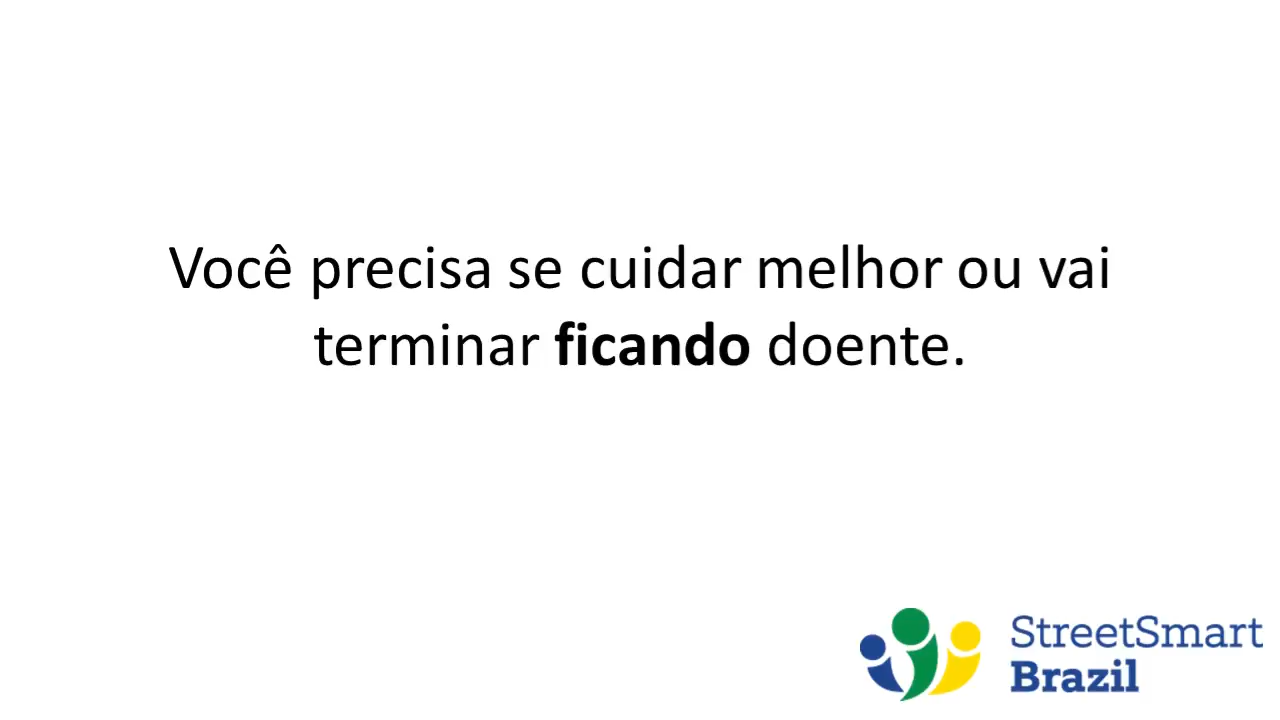 Você precisa se cuidar melhor ou vai
terminar ficando doente.
StreetSmart
Brazil